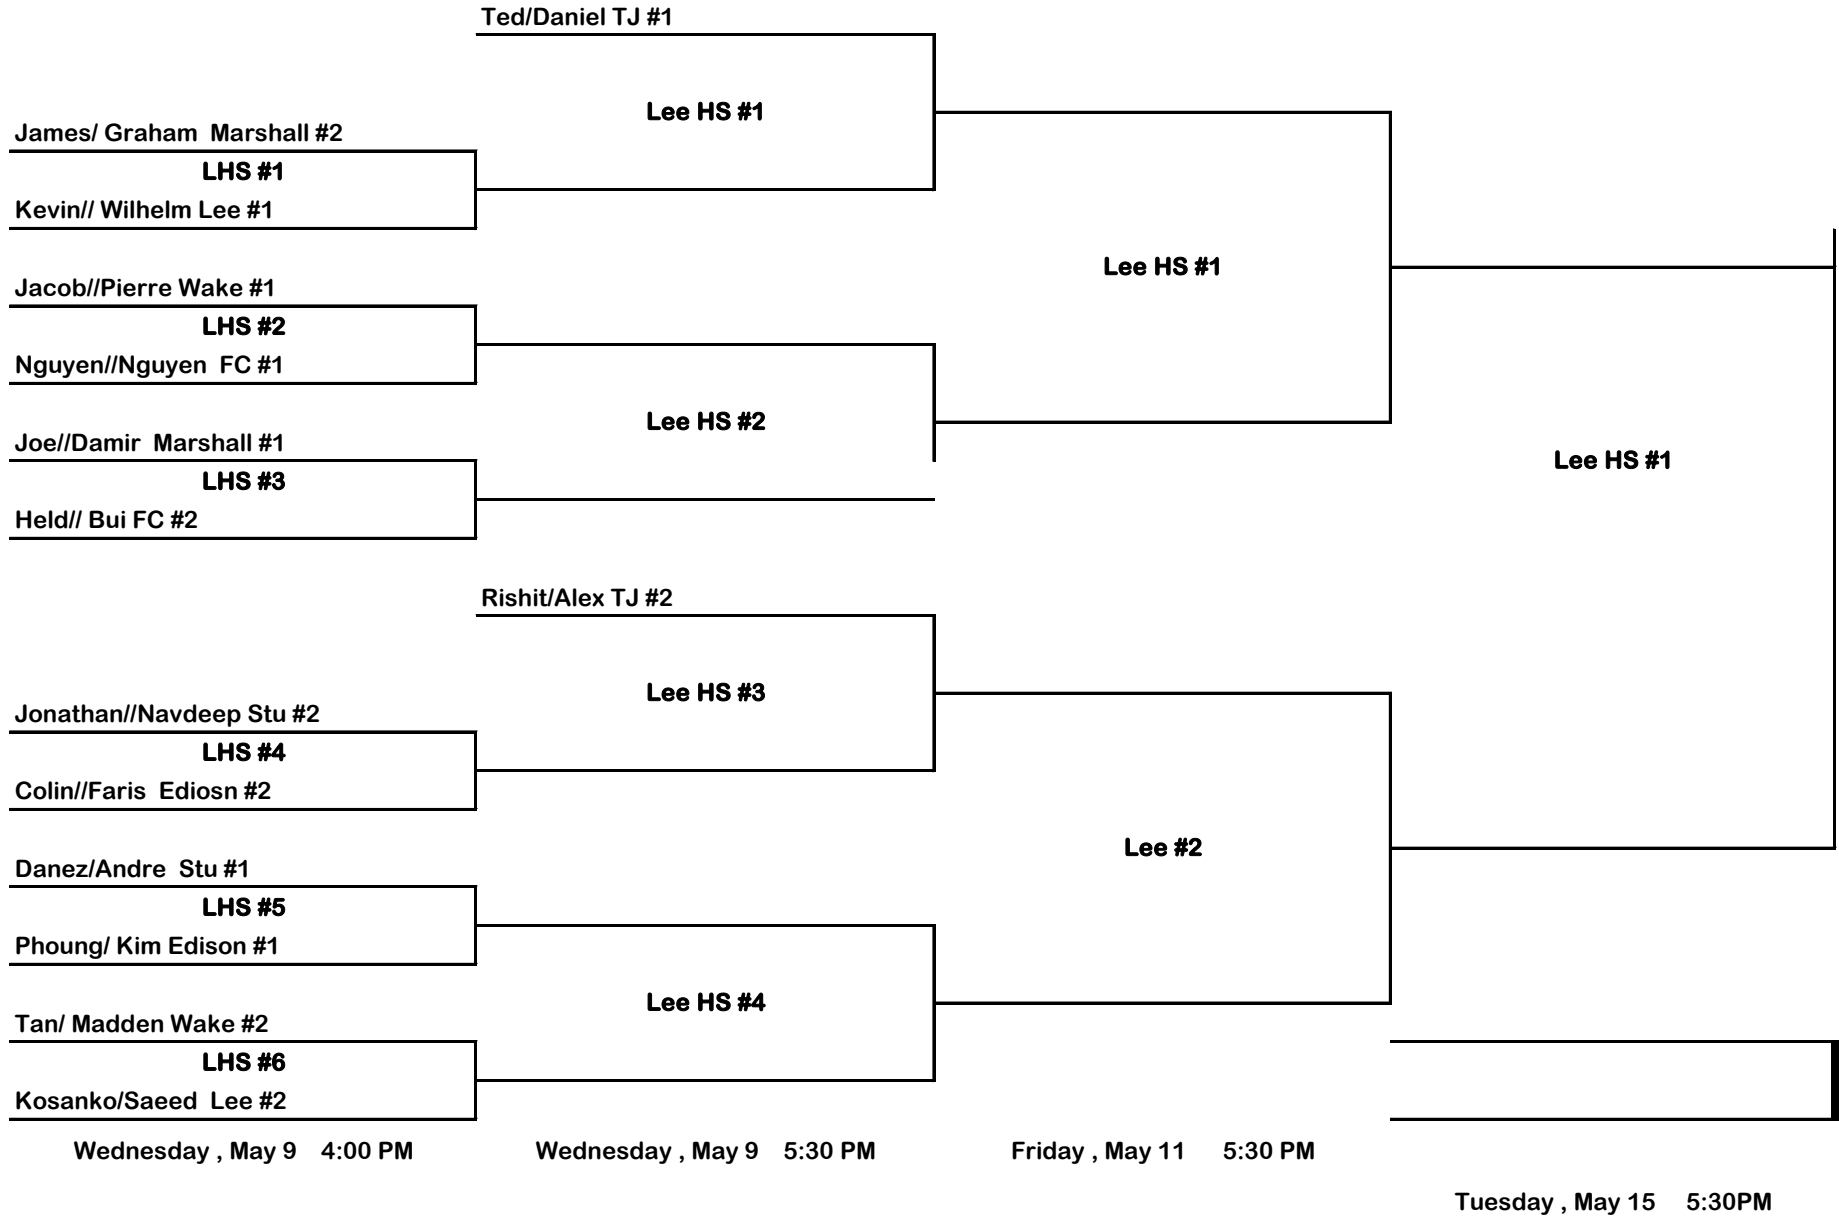 Ted/Daniel TJ #1
Lee HS #1
James/ Graham  Marshall #2
LHS #1
Kevin// Wilhelm Lee #1
Lee HS #1
Jacob//Pierre Wake #1
LHS #2
Nguyen//Nguyen  FC #1
Lee HS #2
Joe//Damir  Marshall #1
Lee HS #1
LHS #3
Held// Bui FC #2
Rishit/Alex TJ #2
Lee HS #3
Jonathan//Navdeep Stu #2
LHS #4
Colin//Faris  Ediosn #2
Lee #2
Danez/Andre  Stu #1
LHS #5
Phoung/ Kim Edison #1
Lee HS #4
Tan/ Madden Wake #2
LHS #6
Kosanko/Saeed  Lee #2
Wednesday , May 9   4:00 PM
Wednesday , May 9   5:30 PM
Friday , May 11     5:30 PM
Tuesday , May 15    5:30PM